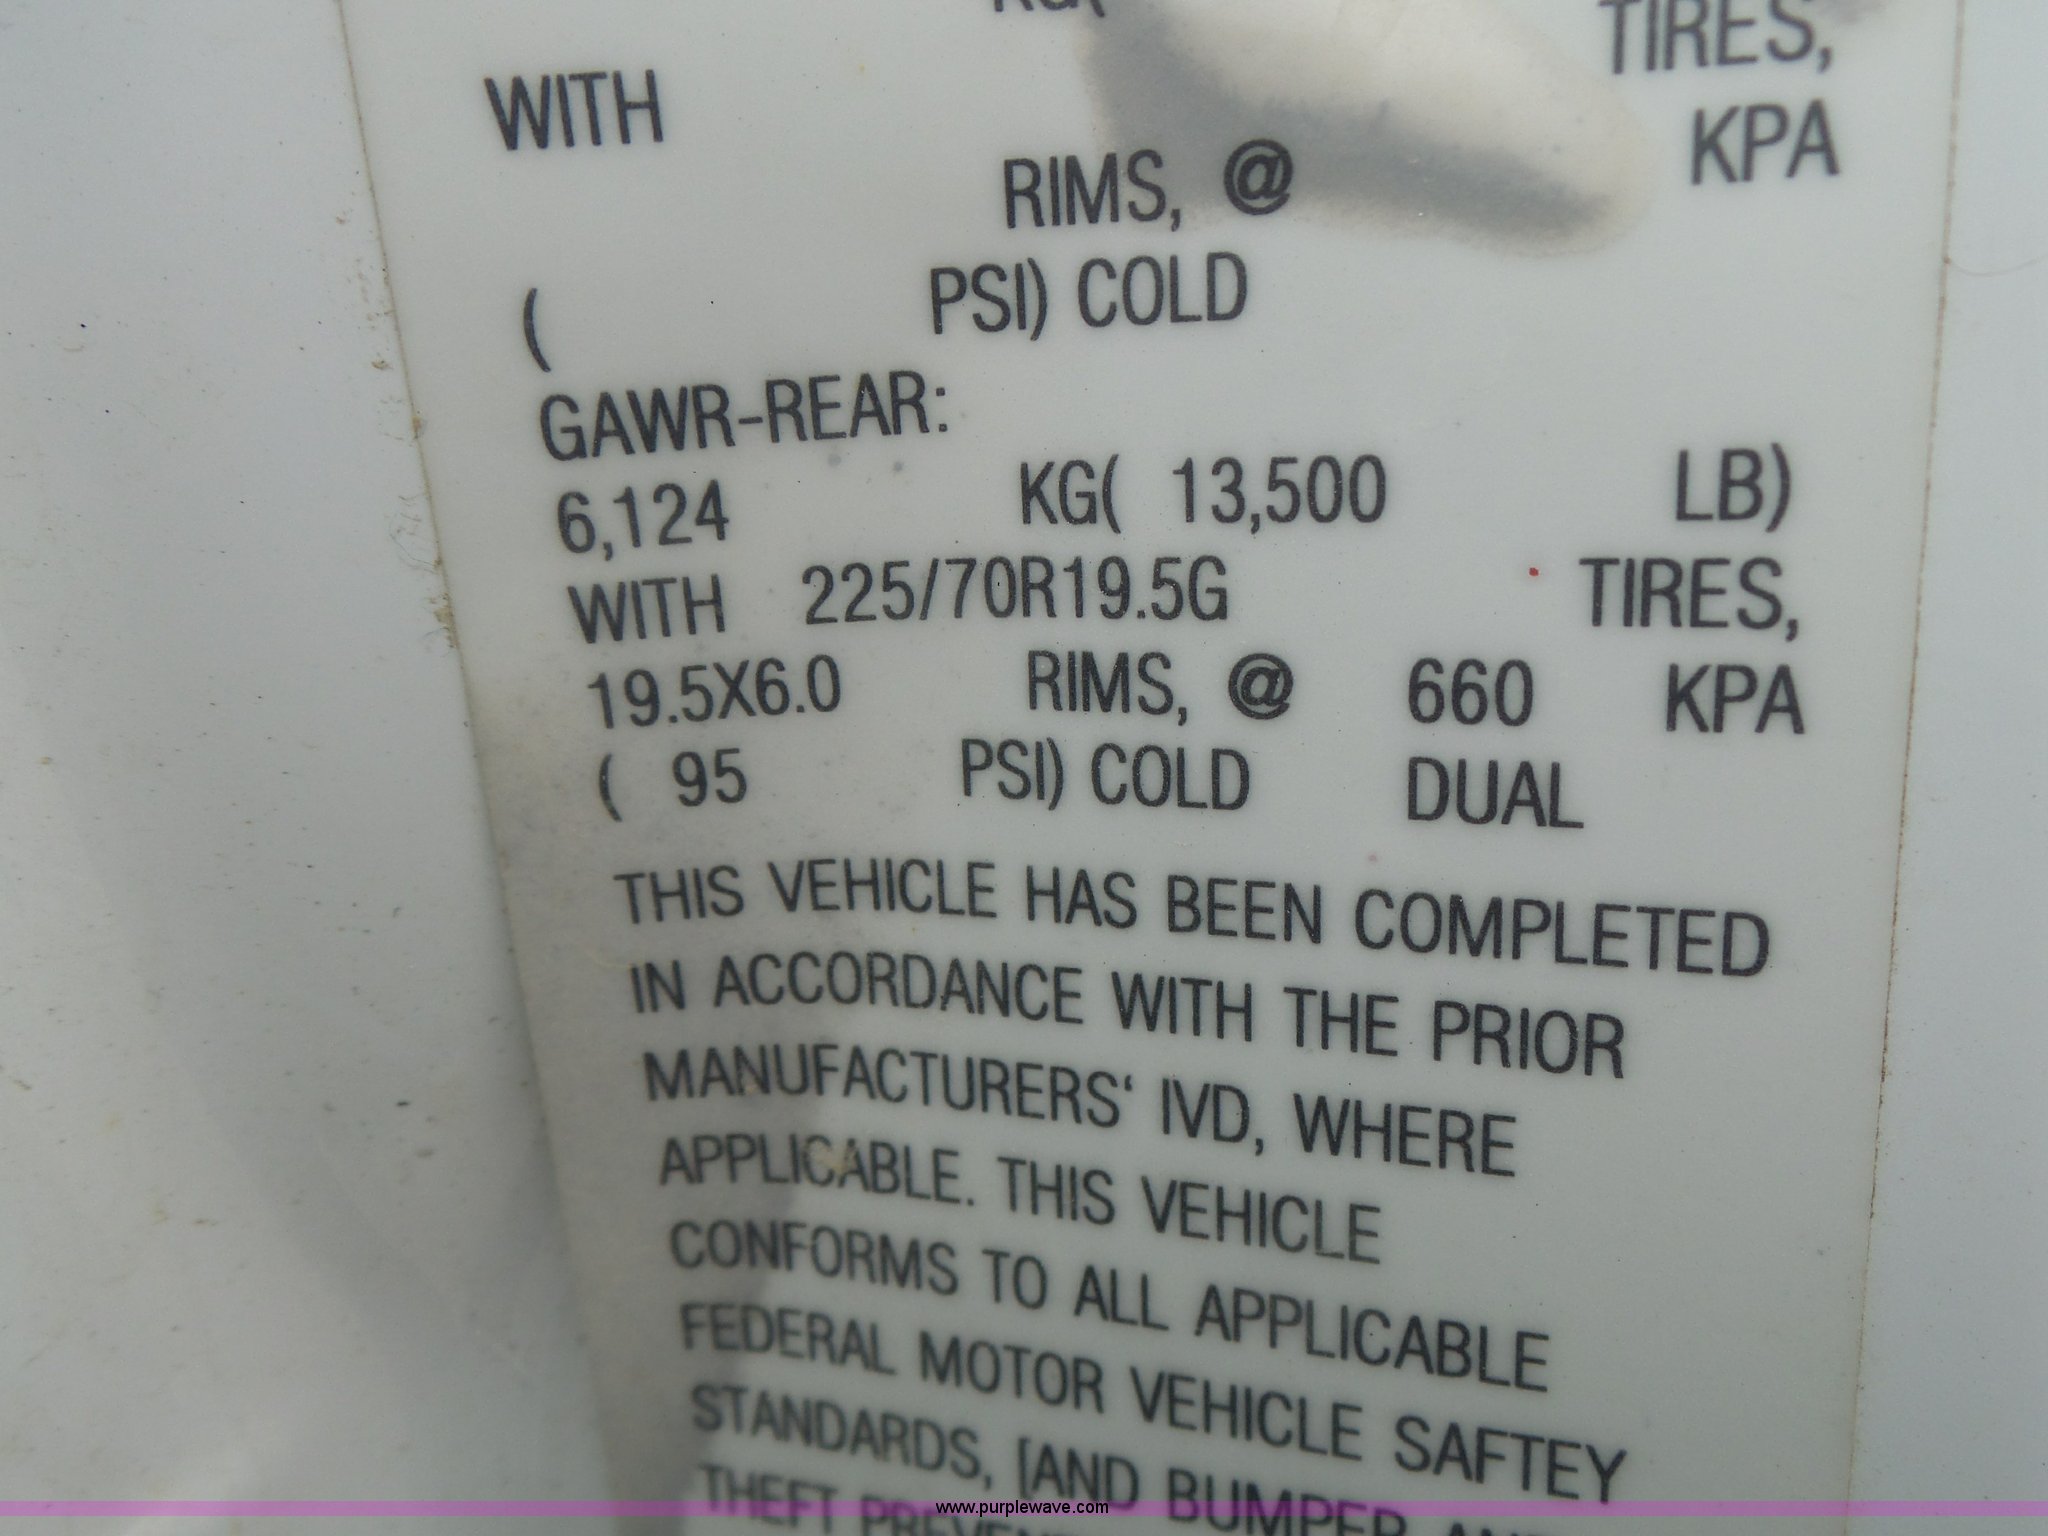 KG(
TIRES,
WITH
KPA
RIMS, @
( PSI) COLD
GAWR-REAR:
6,124 KG( 13,500 LB)
WITH 225/70R19.5G TIRES,
19.5X6.0 RIMS, @ 660 KPA
( 95 PSI) COLD DUAL
THIS VEHICLE HAS BEEN COMPLETED
IN ACCORDANCE WITH THE PRIOR
MANUFACTURERS‘ IVD, WHERE
APPLICABLE. THIS VEHICLE
CONFORMS TO ALL APPLICABLE
FEDERAL MOTOR VEHICLE SAFTEY
STANDARDS, [AND BUMPER AND
THEFT
www.purplewave.com